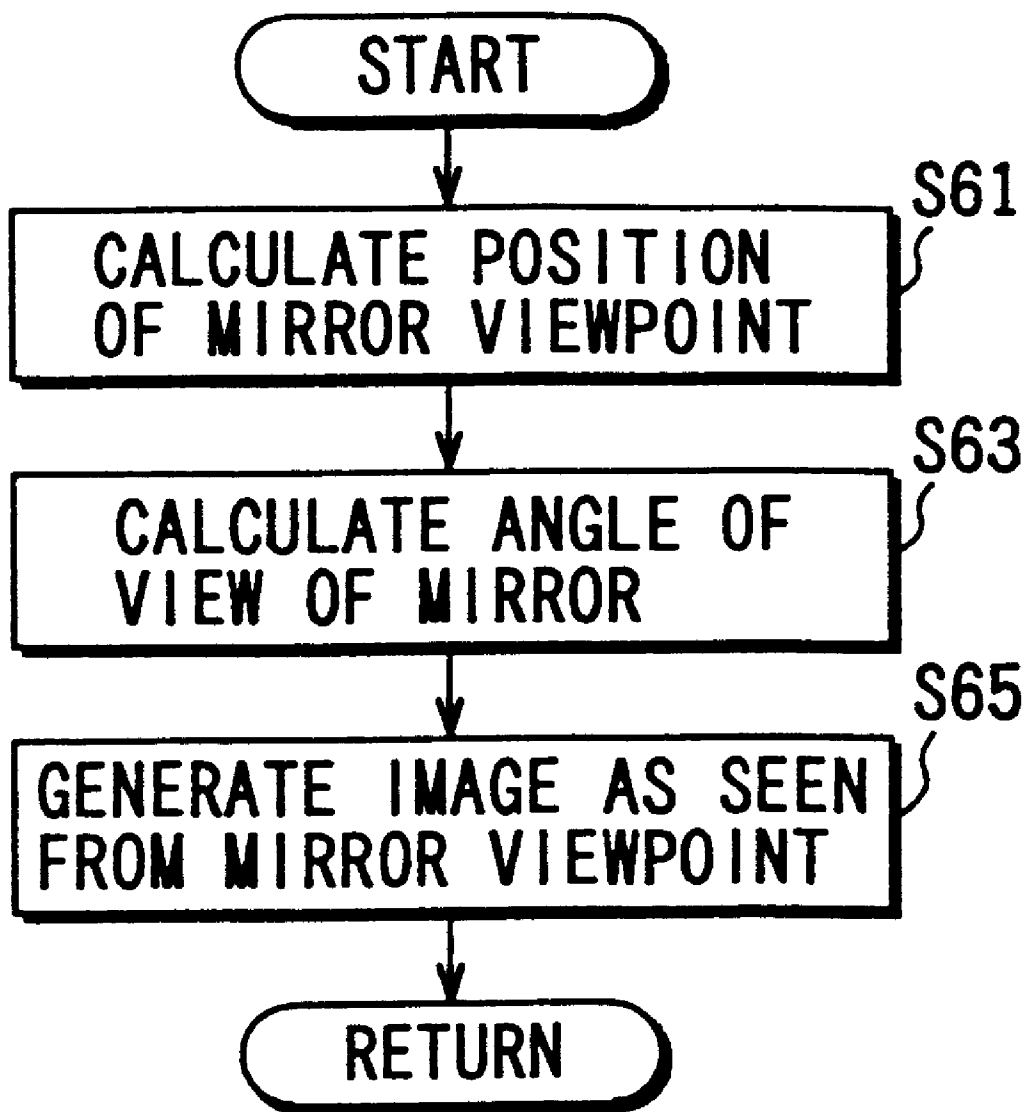 START
S61
CALCULATE POSITION
OF MIRROR VIEWPOINT
S63
CALCULATE ANGLE OF
VIEW OF MIRROR
S65
GENERATE IMAGE AS SEEN
FROM MIRROR VIEWPOINT
RETURN